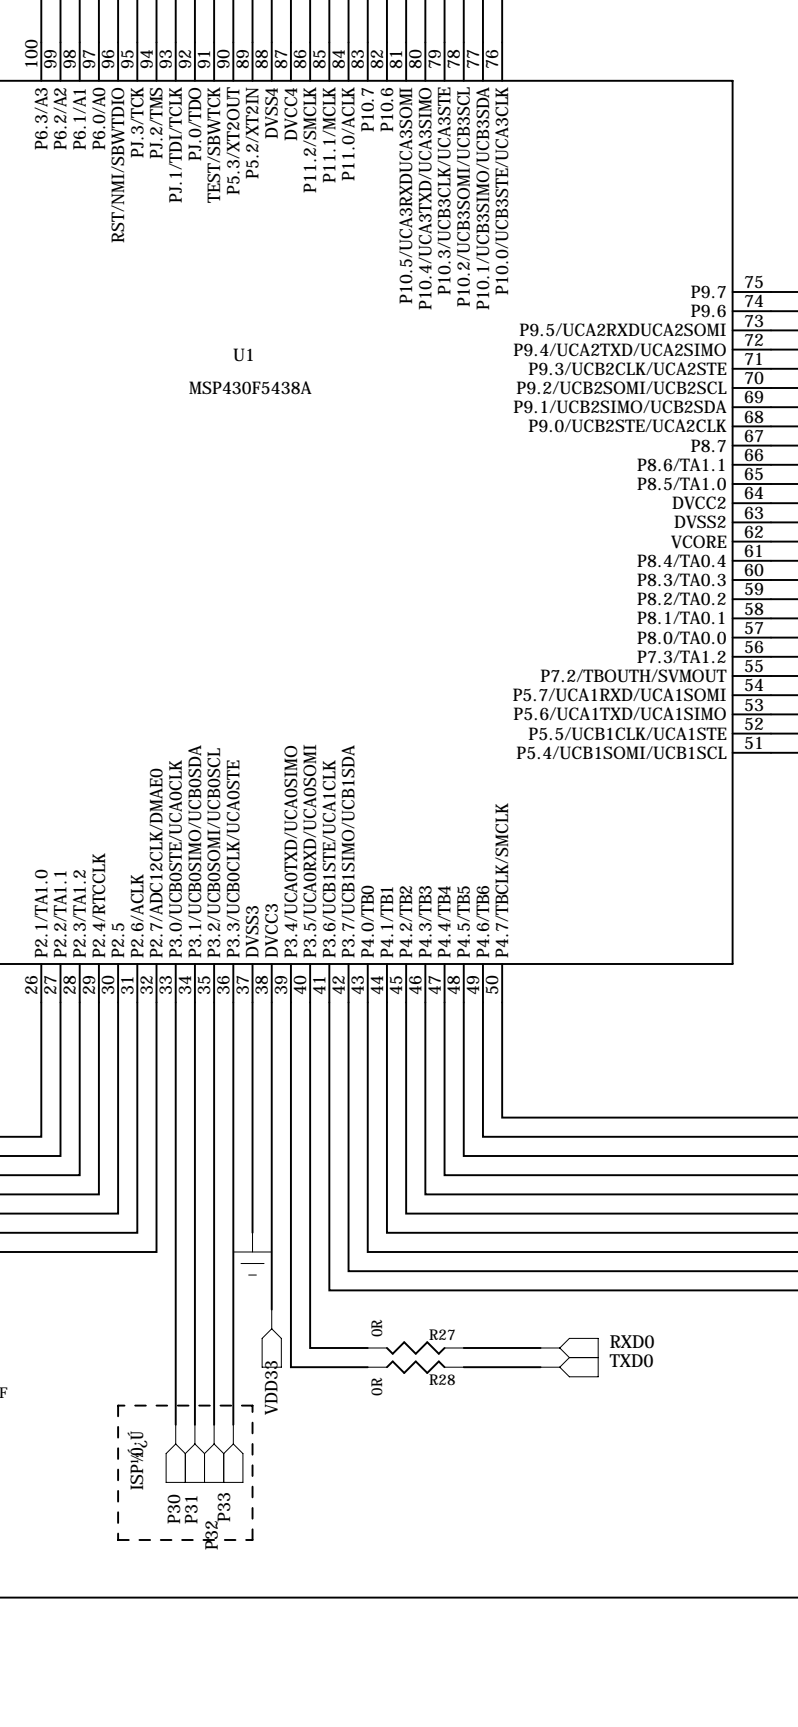 100
99
98
97
96
95
94
93
92
91
90
89
88
87
86
85
84
83
82
81
80
79
78
77
76
P6.3/A3
P6.2/A2
P6.1/A1
P6.0/A0
RST/NMI/SBWTDIO
PJ.3/TCK
PJ.2/TMS
PJ.1/TDI/TCLK
PJ.0/TDO
TEST/SBWTCK
P5.3/XT2OUT
P5.2/XT2IN
DVSS4
DVCC4
P11.2/SMCLK
P11.1/MCLK
P11.0/ACLK
P10.7
P10.6
P10.5/UCA3RXDUCA3SOMI
P10.4/UCA3TXD/UCA3SIMO
P10.3/UCB3CLK/UCA3STE
P10.2/UCB3SOMI/UCB3SCL
P10.1/UCB3SIMO/UCB3SDA
P10.0/UCB3STE/UCA3CLK
U1
MSP430F5438A
P9.7 75
P9.6 74
P9.5/UCA2RXDUCA2SOMI 73
P9.4/UCA2TXD/UCA2SIMO 72
P9.3/UCB2CLK/UCA2STE 71
P9.2/UCB2SOMI/UCB2SCL 70
P9.1/UCB2SIMO/UCB2SDA 69
P9.0/UCB2STE/UCA2CLK 68
P8.7 67
P8.6/TA1.1 66
P8.5/TA1.0 65
DVCC2 64
DVSS2 63
VCORE 62
P8.4/TA0.4 61
P8.3/TA0.3 60
P8.2/TA0.2 59
P8.1/TA0.1 58
P8.0/TA0.0 57
P7.3/TA1.2 56
P7.2/TBOUTH/SVMOUT 55
P5.7/UCA1RXD/UCA1SOMI 54
P5.6/UCA1TXD/UCA1SIMO 53
P5.5/UCB1CLK/UCA1STE 52
P5.4/UCB1SOMI/UCB1SCL 51
P2.1/TA1.0
P2.2/TA1.1
P2.3/TA1.2
P2.4/RTCCLK
P2.5
P2.6/ACLK
P2.7/ADC12CLK/DMAE0
P3.0/UCB0STE/UCA0CLK
P3.1/UCB0SIMO/UCB0SDA
P3.2/UCB0SOMI/UCB0SCL
P3.3/UCB0CLK/UCA0STE
DVSS3
DVCC3
P3.4/UCA0TXD/UCA0SIMO
P3.5/UCA0RXD/UCA0SOMI
P3.6/UCB1STE/UCA1CLK
P3.7/UCB1SIMO/UCB1SDA
P4.0/TB0
P4.1/TB1
P4.2/TB2
P4.3/TB3
P4.4/TB4
P4.5/TB5
P4.6/TB6
P4.7/TBCLK/SMCLK
26
27
28
29
30
31
32
33
34
35
36
37
38
39
40
41
42
43
44
45
46
47
48
49
50
0R
R27
RXD0
TXD0
0R
R28
VDD33
F
ISP½Ó¿Ú
P30
P31
P32
P33